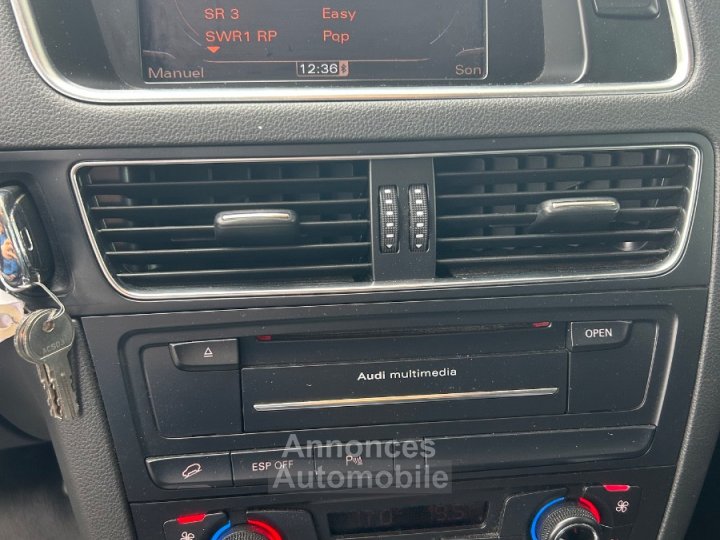 SR 3 Easy
SWR1 RP Pop
Manuel 12:36 Son
OPEN
Audi multimedia
ESP OFF
P
Annonces
Automobile